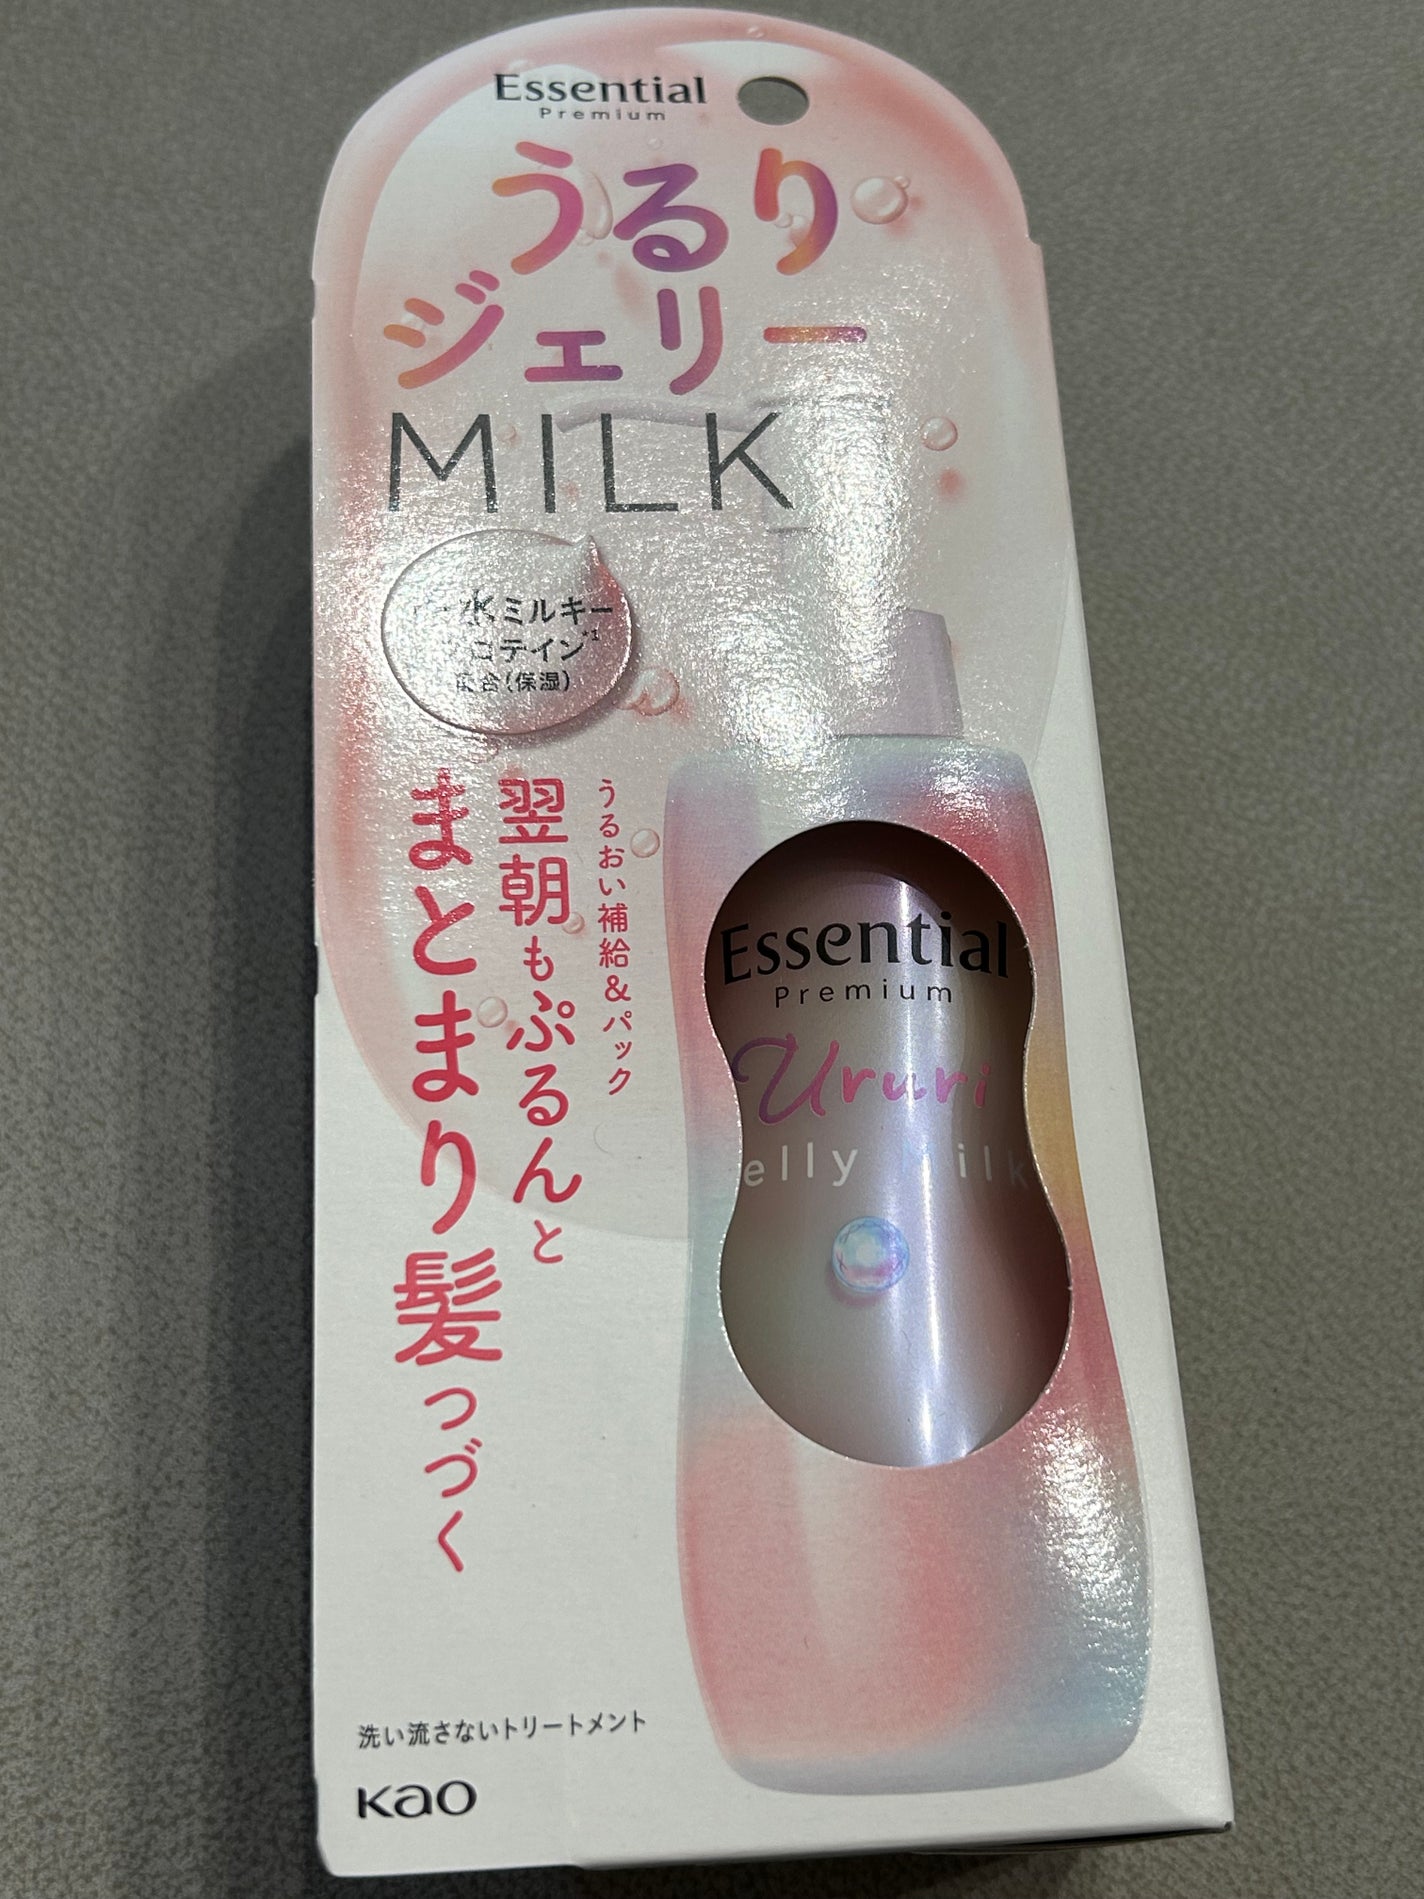 Essential
Premium
うるり
ジェリー
MILK
水ミルキー
コテイン*1
合(保湿)
うるおい補給&パック
翌朝もぷるんと
まとまり髪つづく
Essential
Premium
Ururi
elly ilk
洗い流さないトリートメント
Kao